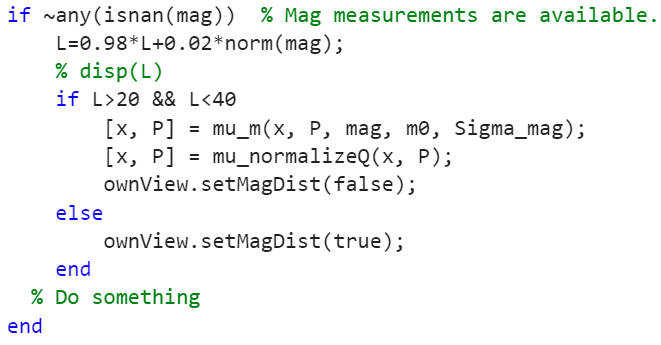 if ~any(isnan(mag))  % Mag measurements are available.
    L=0.98*L+0.02*norm(mag);
    % disp(L)
    if L>20 && L<40
        [x, P] = mu_m(x, P, mag, m0, Sigma_mag);
        [x, P] = mu_normalizeQ(x, P);
        ownView.setMagDist(false);
    else
        ownView.setMagDist(true);
    end
  % Do something
end